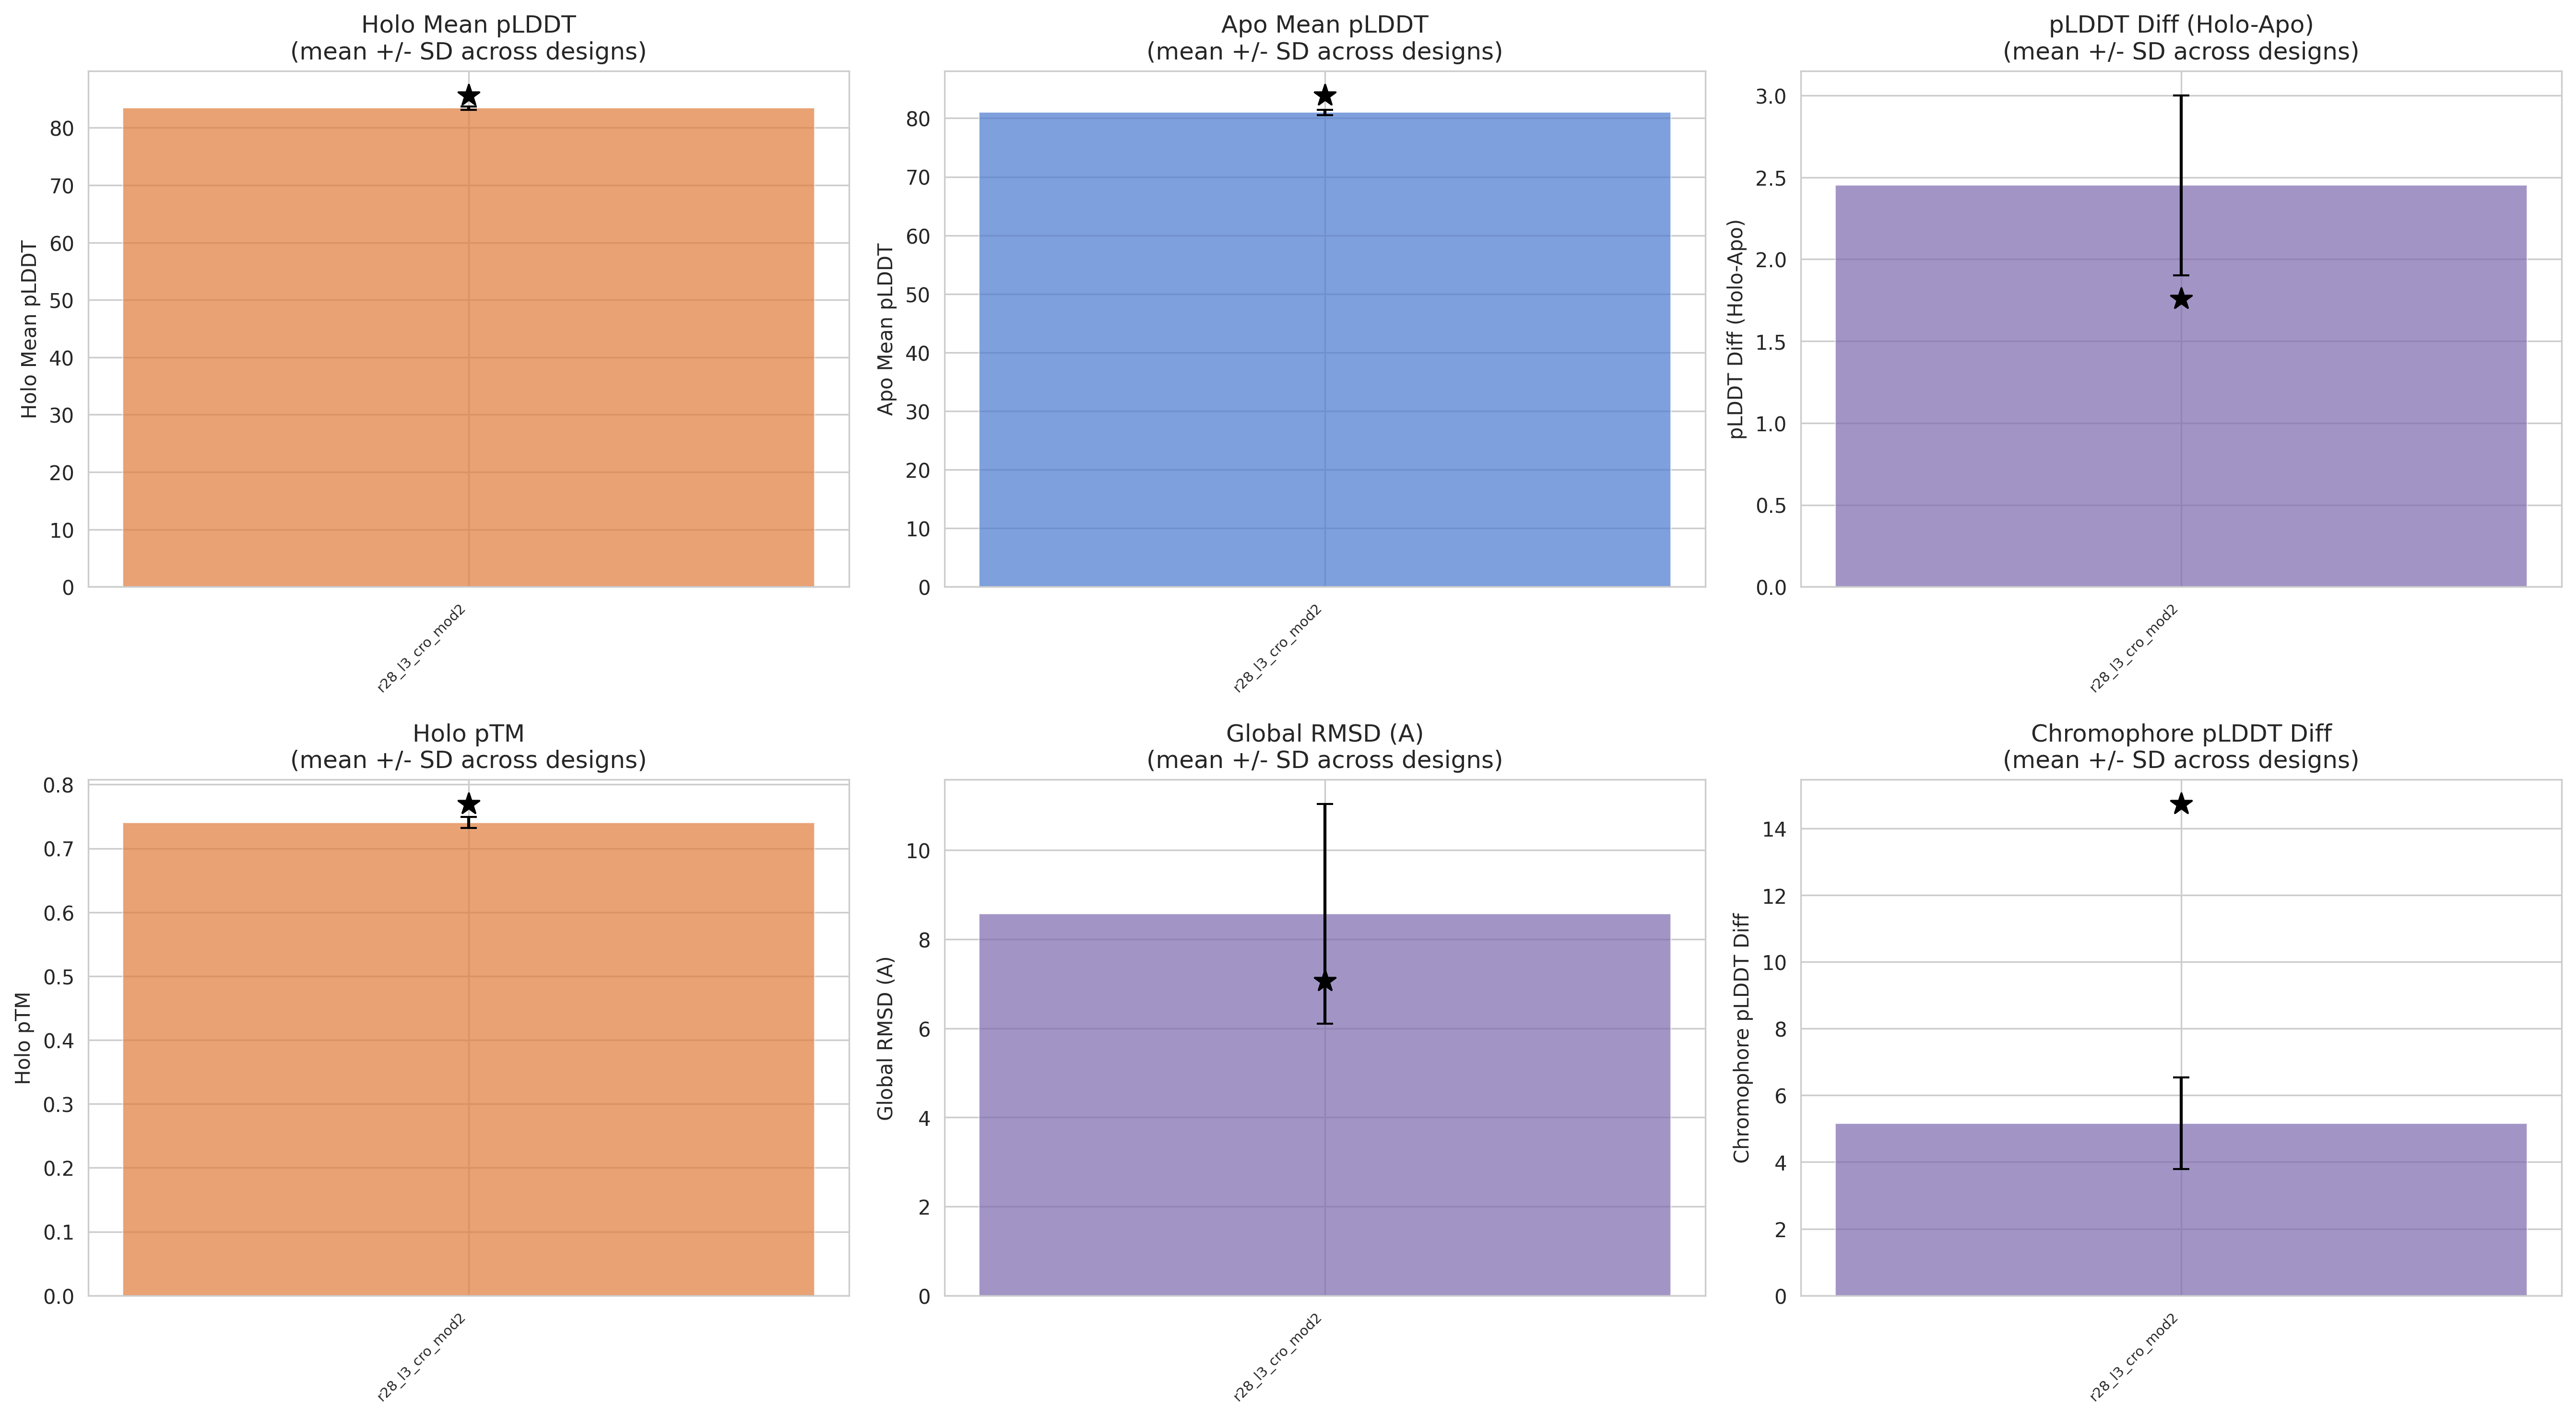 Holo Mean pLDDT
(mean +/- SD across designs)
Holo Mean pLDDT
80
70
60
50
40
30
20
10
0
r28_l3_cro_mod2
Apo Mean pLDDT
(mean +/- SD across designs)
Apo Mean pLDDT
80
70
60
50
40
30
20
10
0
r28_l3_cro_mod2
pLDDT Diff (Holo-Apo)
(mean +/- SD across designs)
pLDDT Diff (Holo-Apo)
3.0
2.5
2.0
1.5
1.0
0.5
0.0
r28_l3_cro_mod2
Holo pTM
(mean +/- SD across designs)
Holo pTM
0.8
0.7
0.6
0.5
0.4
0.3
0.2
0.1
0.0
r28_l3_cro_mod2
Global RMSD (A)
(mean +/- SD across designs)
Global RMSD (A)
10
8
6
4
2
0
r28_l3_cro_mod2
Chromophore pLDDT Diff
(mean +/- SD across designs)
Chromophore pLDDT Diff
14
12
10
8
6
4
2
0
r28_l3_cro_mod2